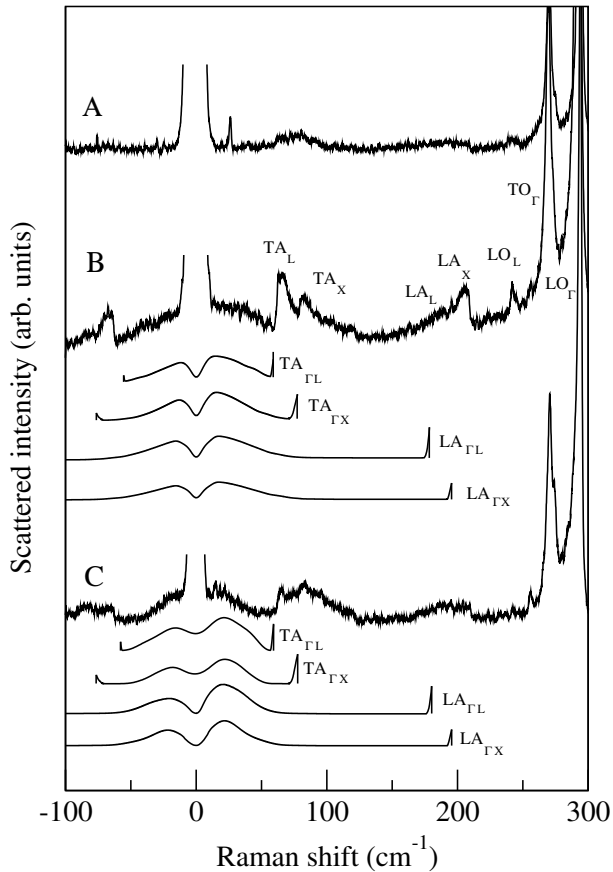 A
TO_Γ
B
TA_L
TA_X
LA_L
LA_X
LO_L
LO_Γ
TA_ΓL
TA_ΓX
LA_ΓL
LA_ΓX
C
TA_ΓL
TA_ΓX
LA_ΓL
LA_ΓX
-100 0 100 200 300
Raman shift (cm⁻¹)
Scattered intensity (arb. units)